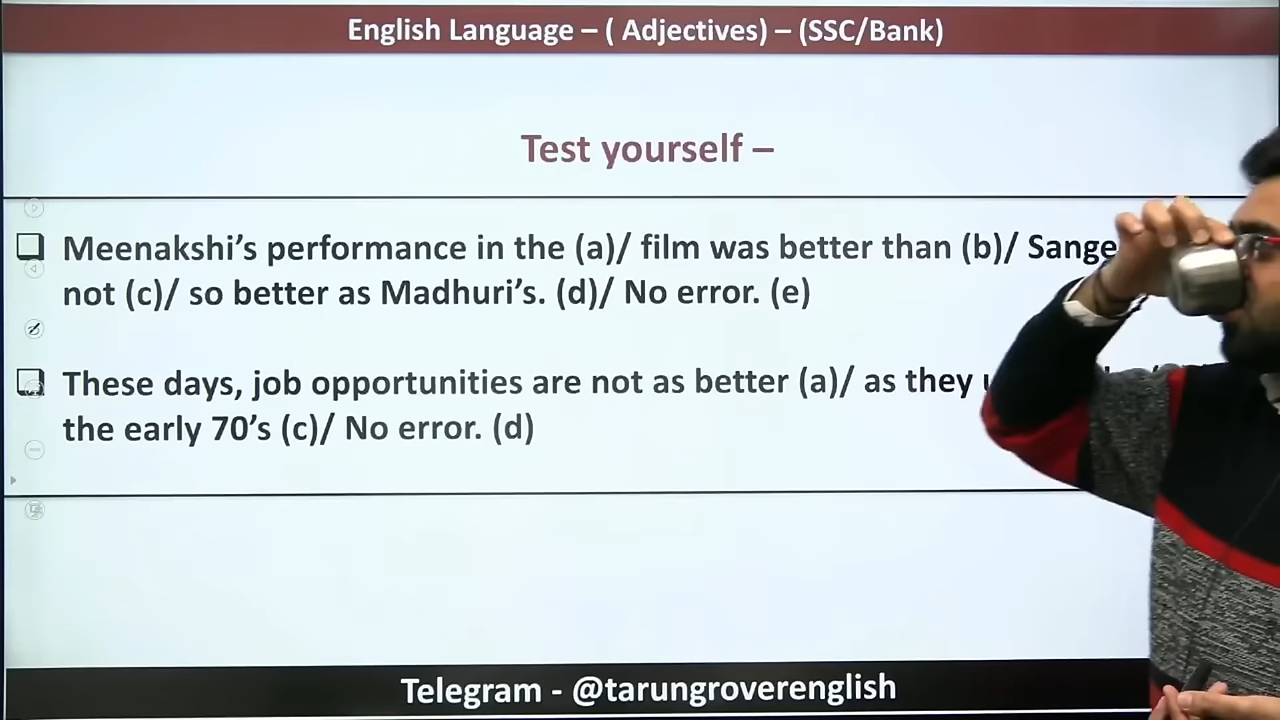 English Language – ( Adjectives) – (SSC/Bank)
Test yourself –
Meenakshi’s performance in the (a)/ film was better than (b)/
not (c)/ so better as Madhuri’s. (d)/ No error. (e)
These days, job opportunities are not as better (a)/ as they
the early 70’s (c)/ No error. (d)
Telegram - @tarungroverenglish